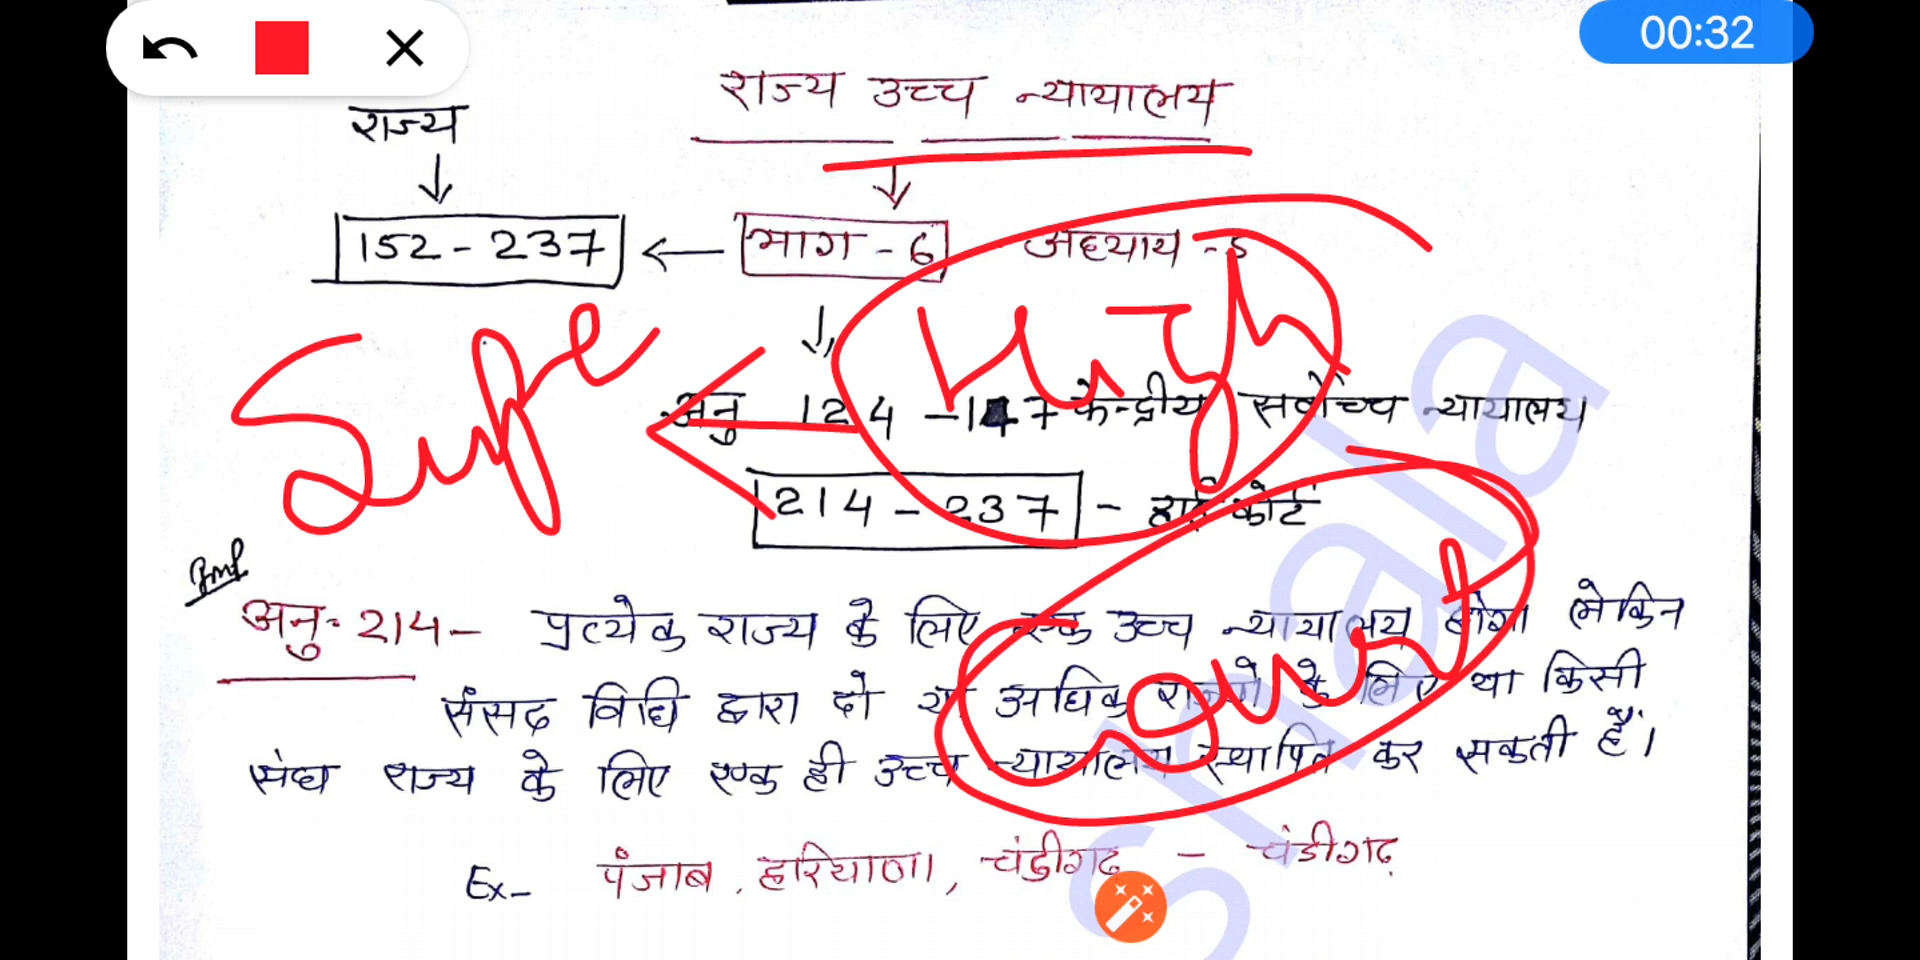 00:32
राज्य उच्च न्यायालय
राज्य
152-237 ← भाग-6 अध्याय-5
Supe High
अनु 124-147 केन्द्रीय सर्वोच्च न्यायालय
214-237 - हाई कोर्ट
Imp
अनु-214- प्रत्येक राज्य के लिए एक उच्च न्यायालय होगा लेकिन
संसद विधि द्वारा दो या अधिक राज्यों के लिए या किसी
संघ राज्य के लिए एक ही उच्च न्यायालय स्थापित कर सकती हैं।
Court
Ex- पंजाब, हरियाणा, चंडीगढ़ - चंडीगढ़
shala